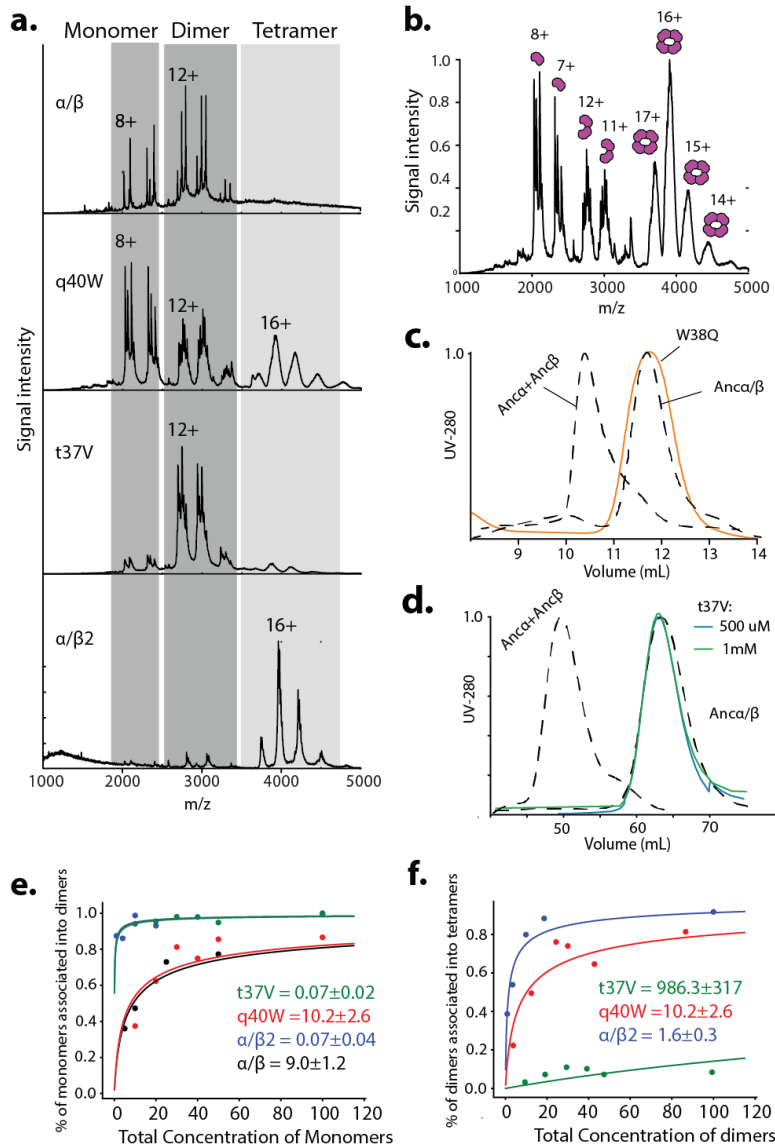 a.
Monomer Dimer Tetramer
α/β
8+
12+
q40W
8+
12+
16+
t37V
12+
α/β2
16+
Signal intensity
1000 2000 3000 4000 5000
m/z
b.
8+
7+
12+
11+
17+
16+
15+
14+
Signal intensity
1.0
0.8
0.6
0.4
0.2
0
1000 2000 3000 4000 5000
m/z
c.
W38Q
Ancα+Ancβ
Ancα/β
1.0
UV-280
9 10 11 12 13 14
Volume (mL)
d.
Ancα+Ancβ
t37V:
500 uM
1mM
Ancα/β
1.0
UV-280
50 60 70
Volume (mL)
e.
% of monomers associated into dimers
1.0
0.8
0.6
0.4
0.2
0.0
t37V = 0.07±0.02
q40W =10.2±2.6
α/β2 = 0.07±0.04
α/β = 9.0±1.2
0 20 40 60 80 100 120
Total Concentration of Monomers
f.
% of dimers associated into tetramers
1.0
0.8
0.6
0.4
0.2
0.0
t37V = 986.3±317
q40W =10.2±2.6
α/β2 = 1.6±0.3
0 20 40 60 80 100 120
Total Concentration of dimers